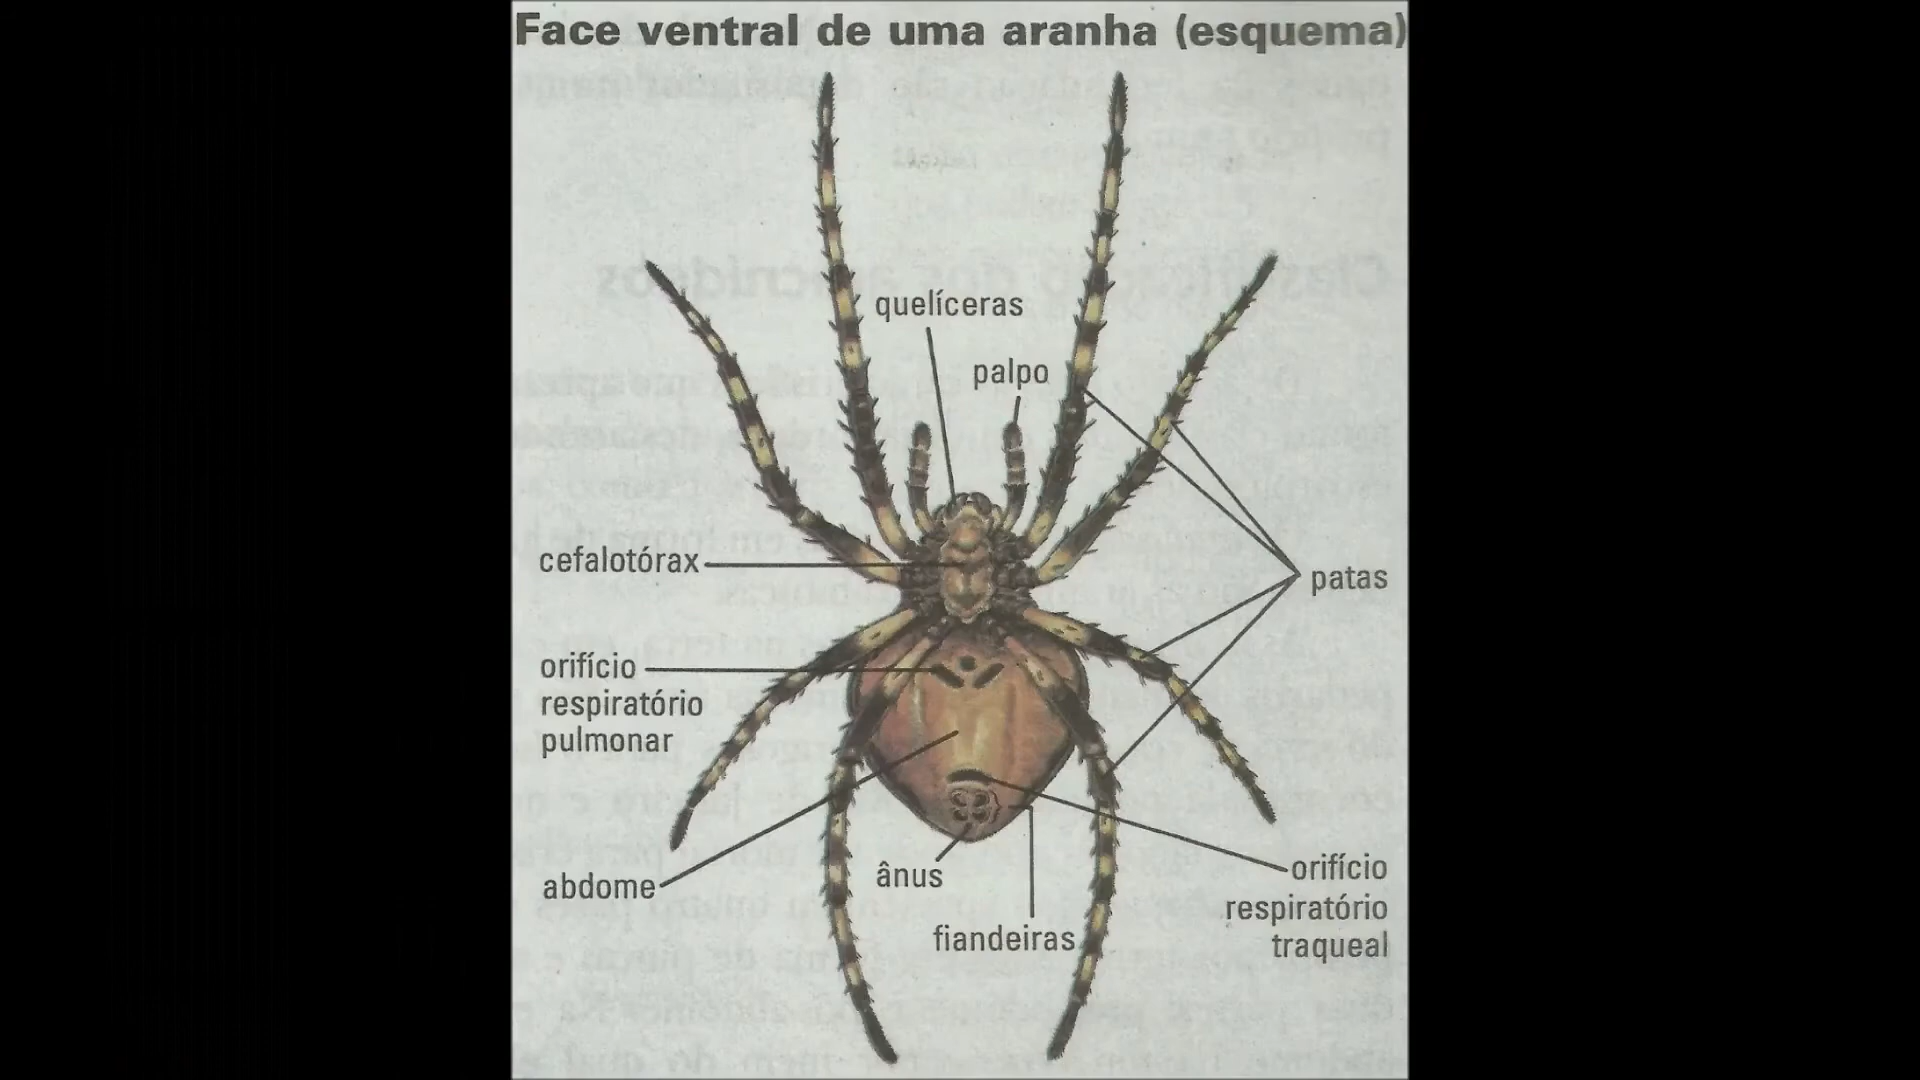 Face ventral de uma aranha (esquema)
quelíceras
palpo
cefalotórax
patas
orifício
respiratório
pulmonar
abdome
ânus
fiandeiras
orifício
respiratório
traqueal